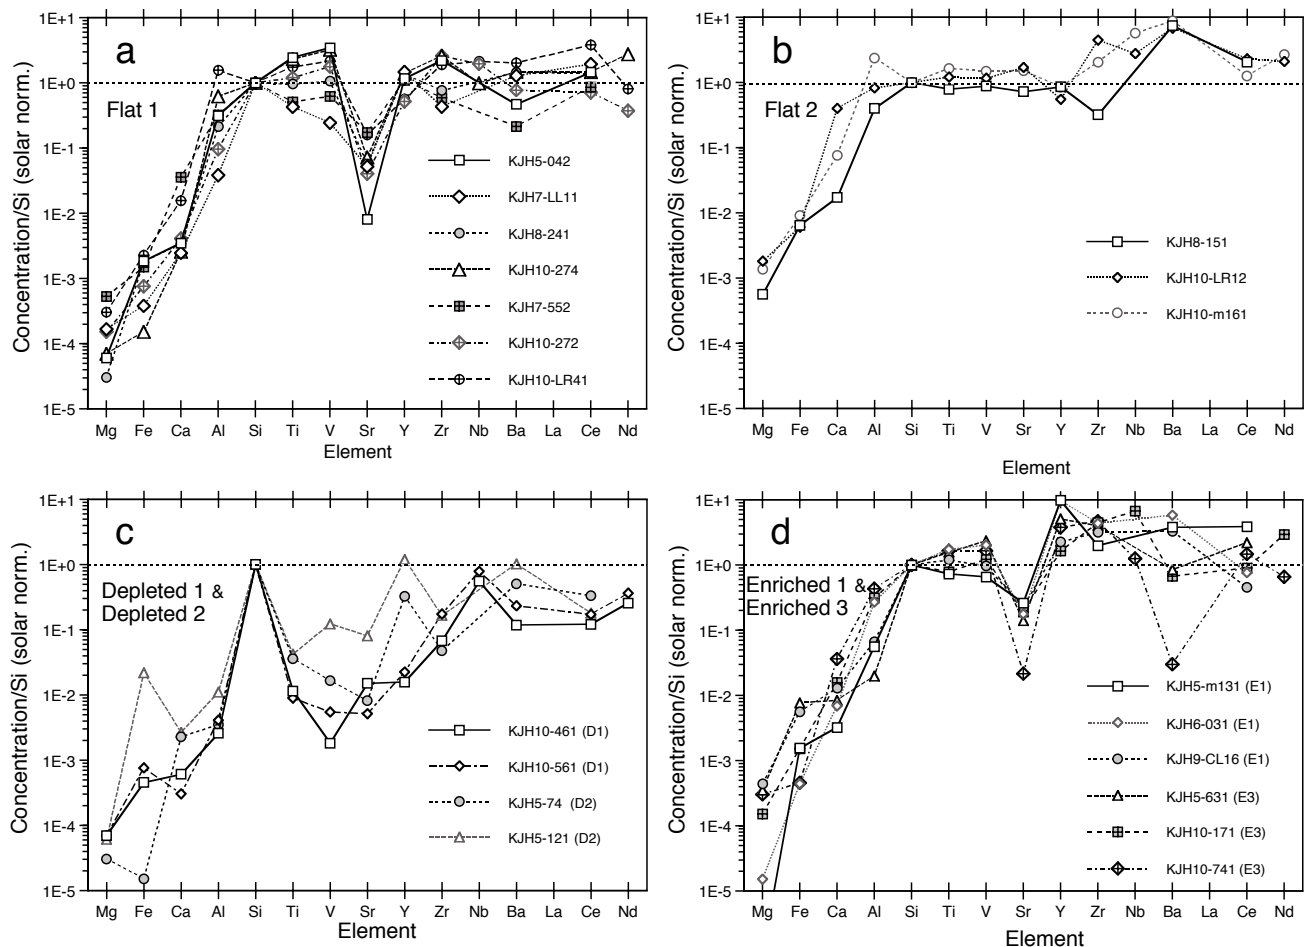 a
Flat 1
Concentration/Si (solar norm.)
1E+1
1E+0
1E-1
1E-2
1E-3
1E-4
1E-5
KJH5-042
KJH7-LL11
KJH8-241
KJH10-274
KJH7-552
KJH10-272
KJH10-LR41
Mg Fe Ca Al Si Ti V Sr Y Zr Nb Ba La Ce Nd
Element
b
Flat 2
Concentration/Si (solar norm.)
1E+1
1E+0
1E-1
1E-2
1E-3
1E-4
1E-5
KJH8-151
KJH10-LR12
KJH10-m161
Mg Fe Ca Al Si Ti V Sr Y Zr Nb Ba La Ce Nd
Element
c
Depleted 1 &
Depleted 2
Concentration/Si (solar norm.)
1E+1
1E+0
1E-1
1E-2
1E-3
1E-4
1E-5
KJH10-461 (D1)
KJH10-561 (D1)
KJH5-74 (D2)
KJH5-121 (D2)
Mg Fe Ca Al Si Ti V Sr Y Zr Nb Ba La Ce Nd
Element
d
Enriched 1 &
Enriched 3
Concentration/Si (solar norm.)
1E+1
1E+0
1E-1
1E-2
1E-3
1E-4
1E-5
KJH5-m131 (E1)
KJH6-031 (E1)
KJH9-CL16 (E1)
KJH5-631 (E3)
KJH10-171 (E3)
KJH10-741 (E3)
Mg Fe Ca Al Si Ti V Sr Y Zr Nb Ba La Ce Nd
Element